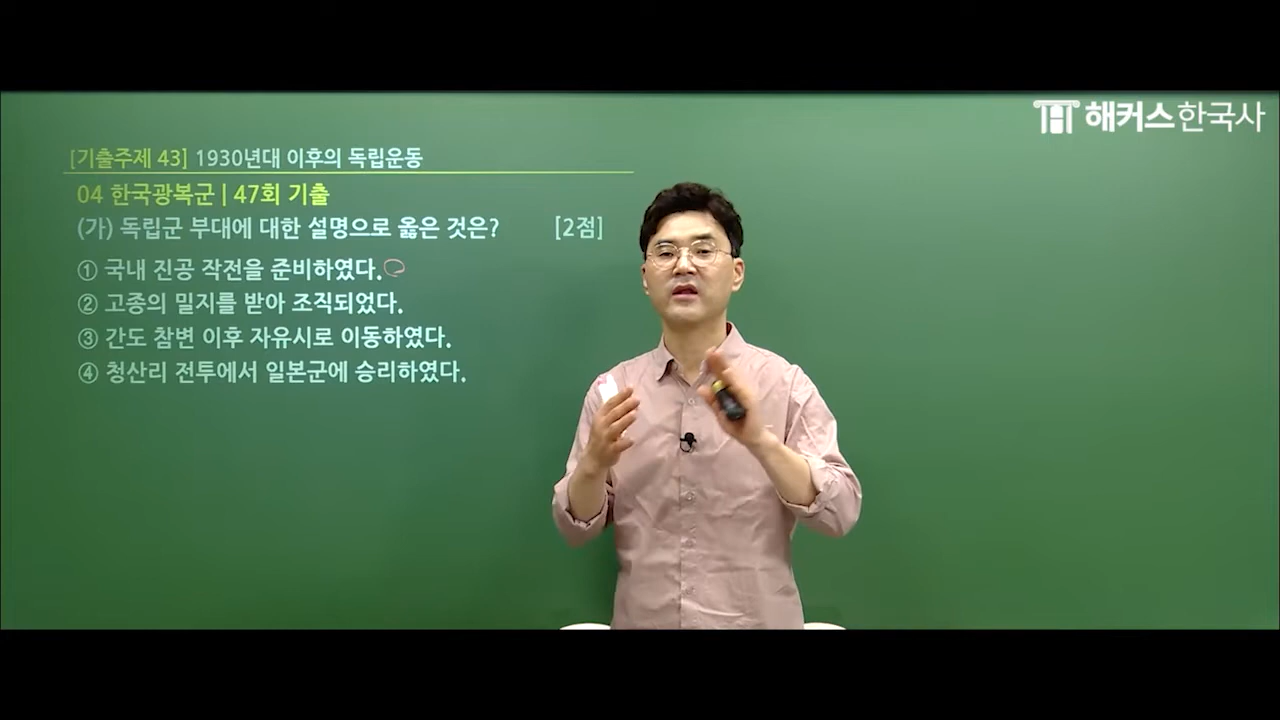 해커스한국사
[기출주제 43] 1930년대 이후의 독립운동
04 한국광복군 | 47회 기출
(가) 독립군 부대에 대한 설명으로 옳은 것은? [2점]
① 국내 진공 작전을 준비하였다.
② 고종의 밀지를 받아 조직되었다.
③ 간도 참변 이후 자유시로 이동하였다.
④ 청산리 전투에서 일본군에 승리하였다.